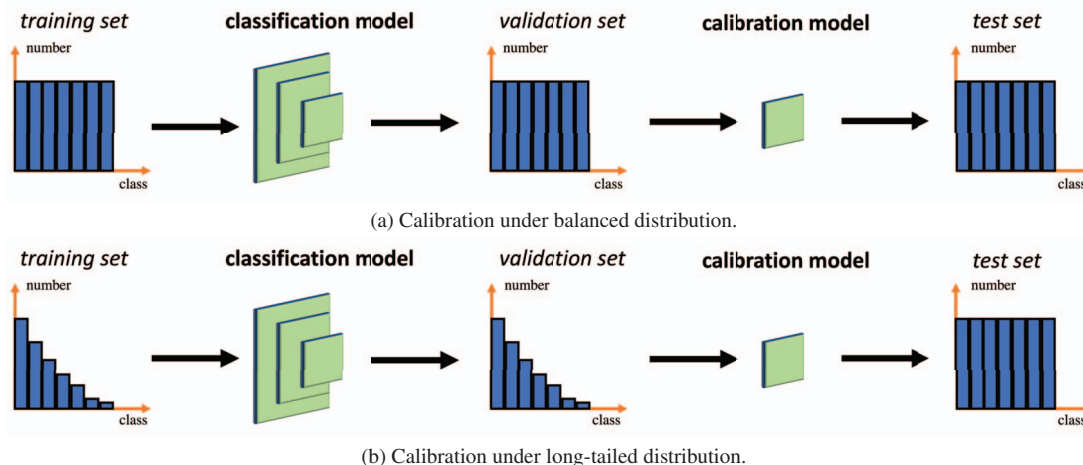 training set classification model validation set calibration model test set
number number number
class class class
(a) Calibration under balanced distribution.
training set classification model validation set calibration model test set
number number number
class class class
(b) Calibration under long-tailed distribution.